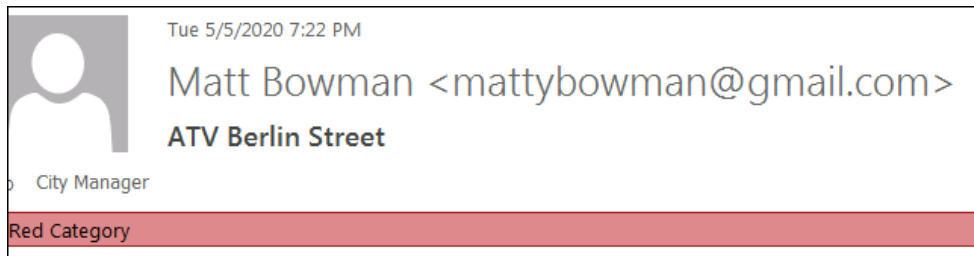 Tue 5/5/2020 7:22 PM
Matt Bowman <mattybowman@gmail.com>
ATV Berlin Street
City Manager
Red Category